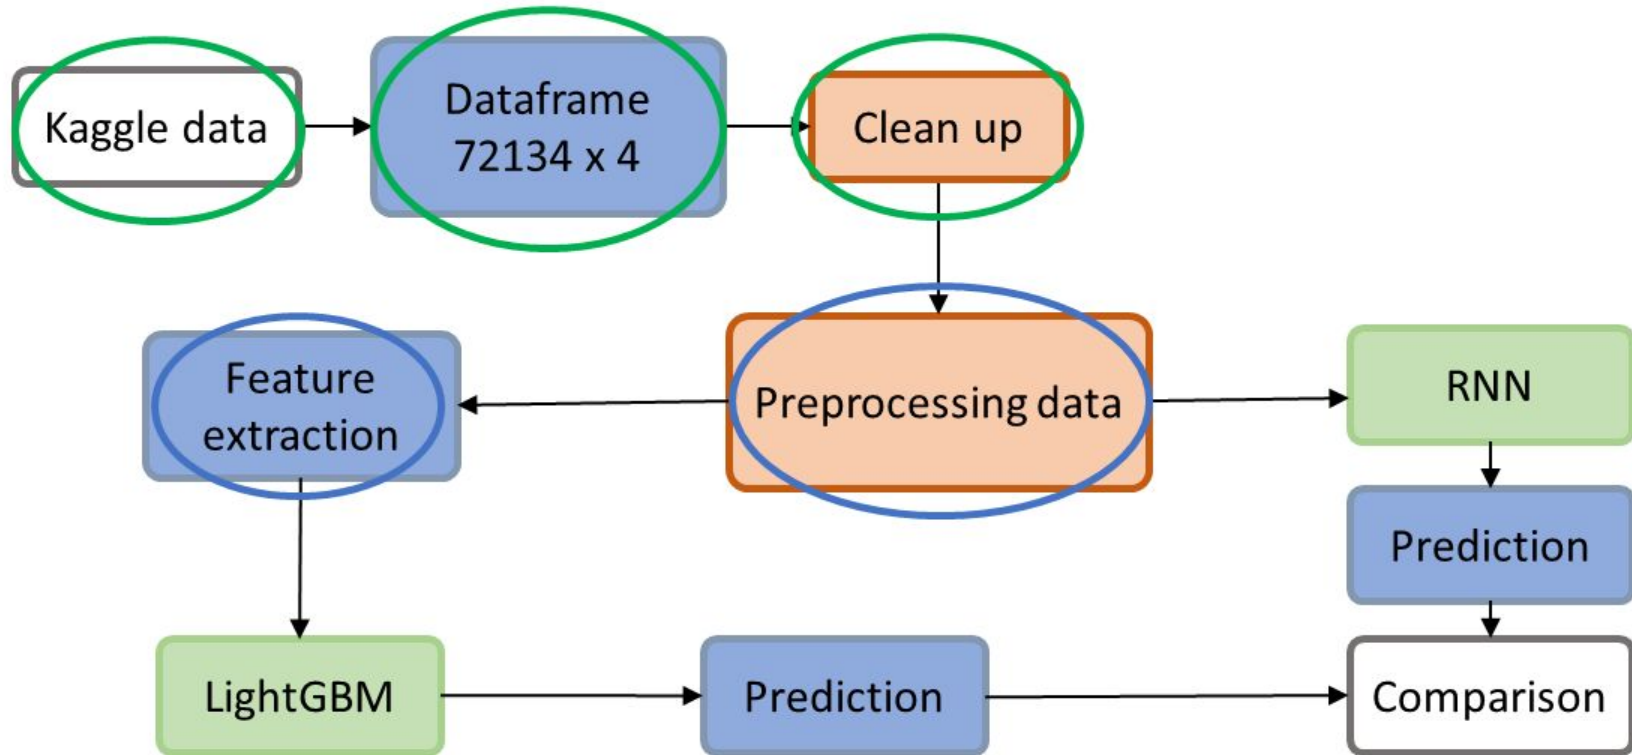 Kaggle data
Dataframe
72134 x 4
Clean up
Feature
extraction
Preprocessing data
RNN
Prediction
LightGBM
Prediction
Comparison